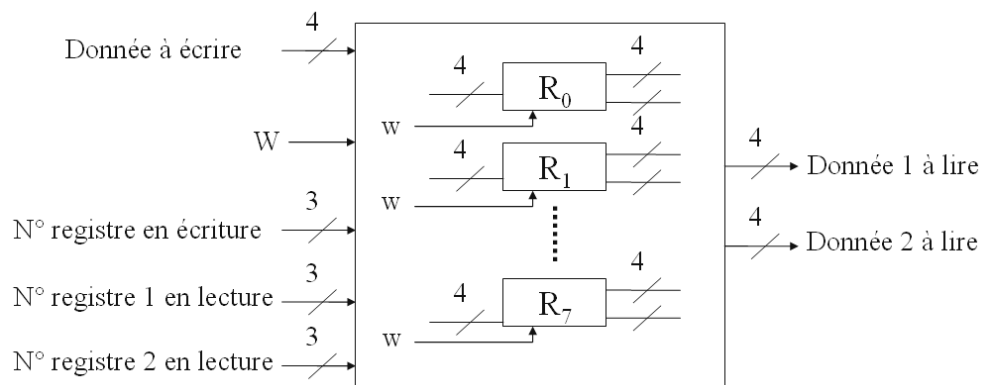 4
Donnée à écrire
W
3
N° registre en écriture
3
N° registre 1 en lecture
3
N° registre 2 en lecture
4 R0 4
w
4 R1 4
w
4 R7 4
w
4
Donnée 1 à lire
4
Donnée 2 à lire